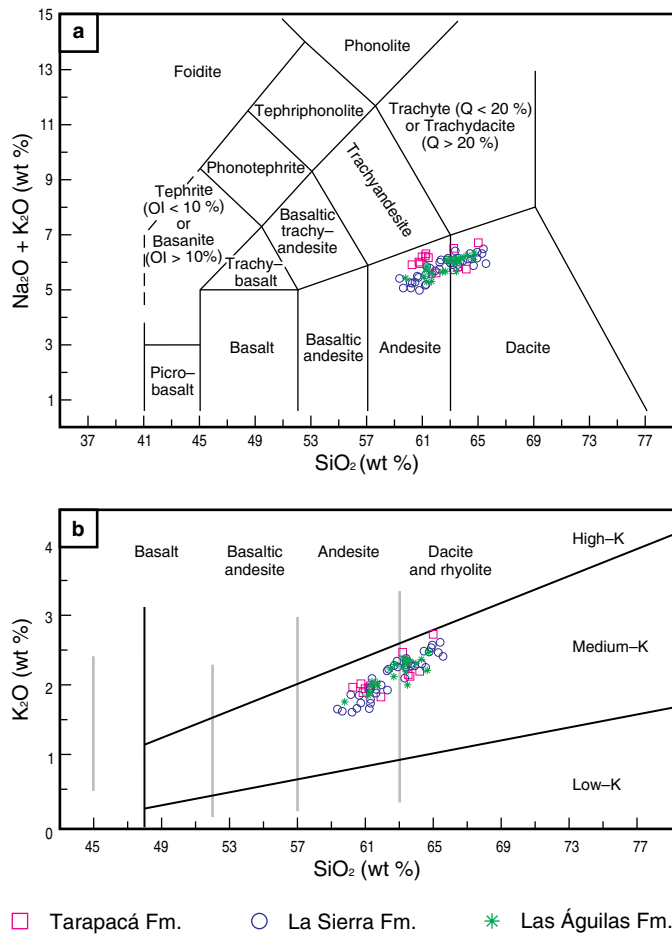 a
15
13
11
9
7
5
3
1
Na₂O + K₂O (wt %)
Foidite
Phonolite
Tephriphonolite
Trachyte (Q < 20 %)
or Trachydacite
(Q > 20 %)
Phonotephrite
Trachyandesite
Tephrite
(Ol < 10 %)
or
Basanite
(Ol > 10%)
Basaltic
trachy–
andesite
Trachy–
basalt
Picro–
basalt
Basalt
Basaltic
andesite
Andesite
Dacite
37 41 45 49 53 57 61 65 69 73 77
SiO₂ (wt %)
b
4
3
2
1
0
K₂O (wt %)
Basalt
Basaltic
andesite
Andesite
Dacite
and rhyolite
High–K
Medium–K
Low–K
45 49 53 57 61 65 69 73 77
SiO₂ (wt %)
Tarapacá Fm.
La Sierra Fm.
Las Águilas Fm.